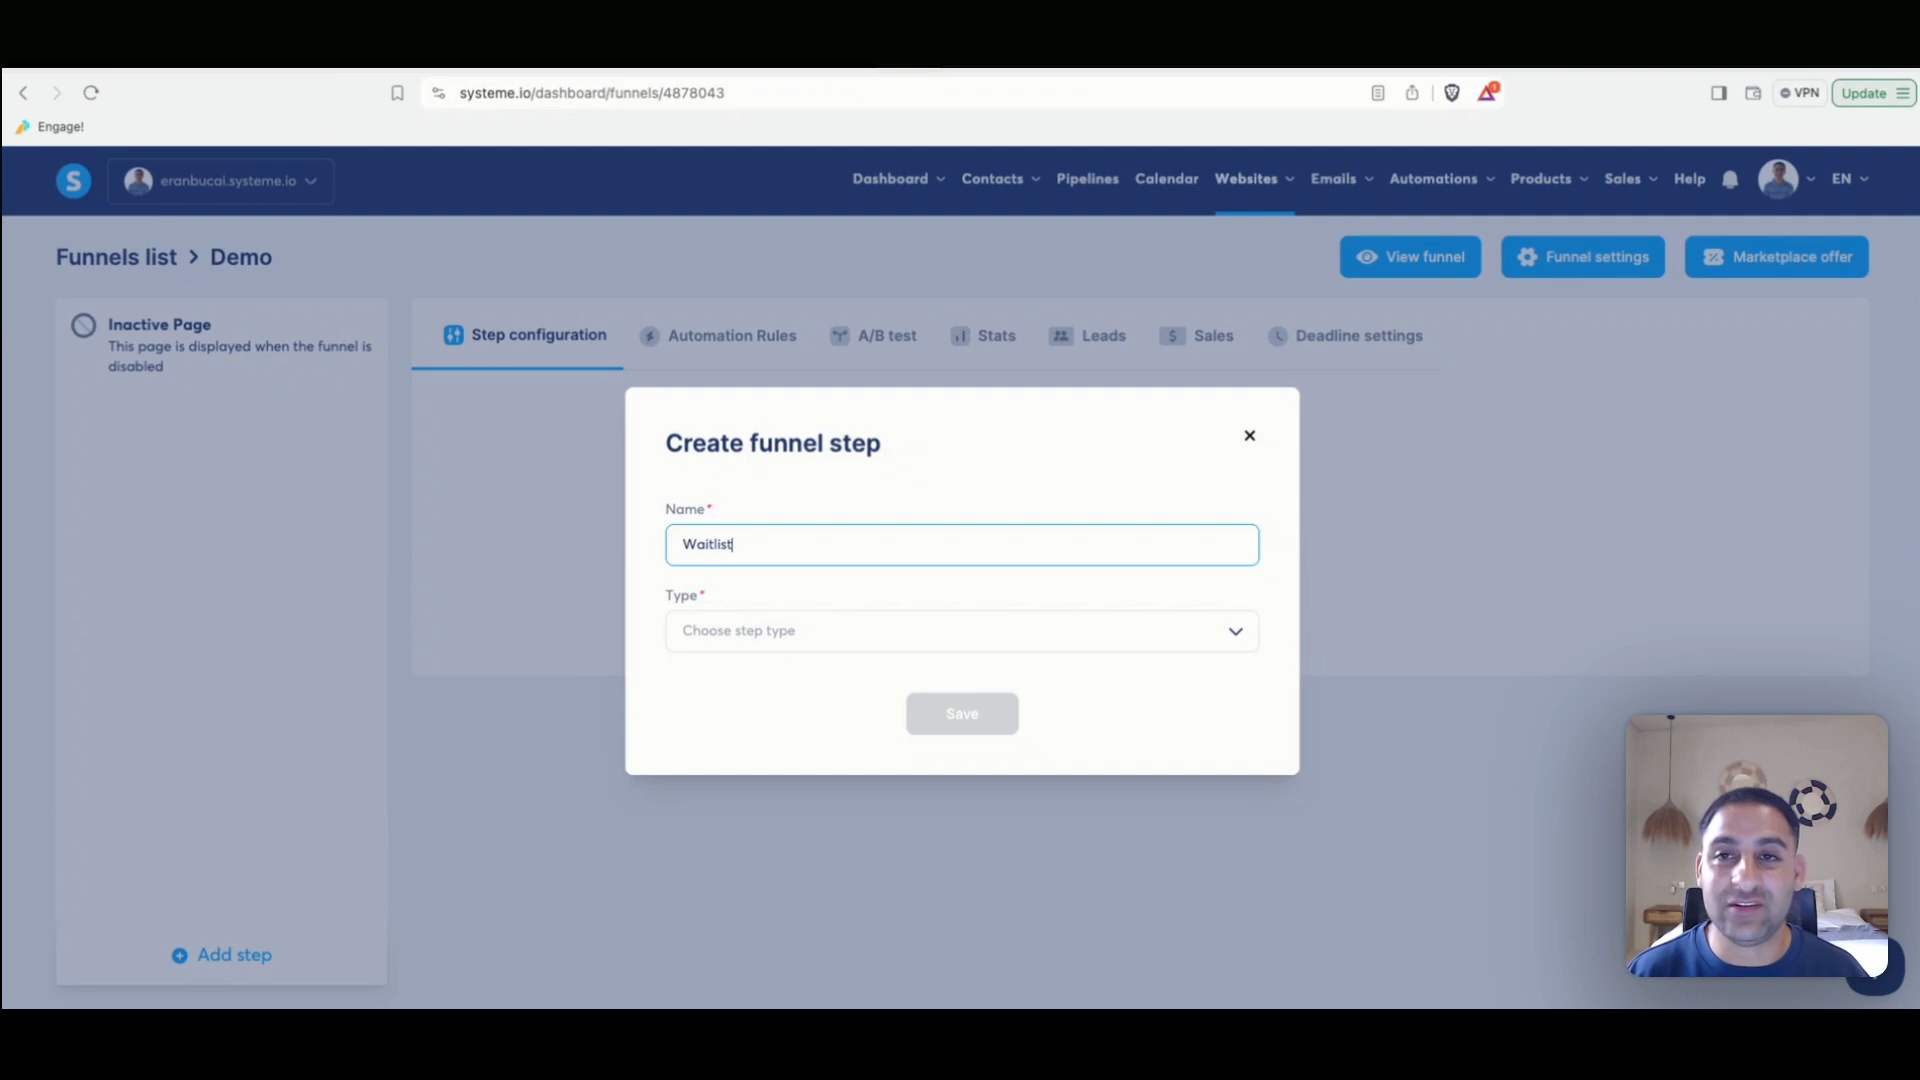 systeme.io/dashboard/funnels/4878043
1
VPN
Update
Engage!
S
eranbucai.systeme.io
Dashboard
Contacts
Pipelines
Calendar
Websites
Emails
Automations
Products
Sales
Help
EN
Funnels list > Demo
View funnel
Funnel settings
Marketplace offer
Inactive Page
This page is displayed when the funnel is
disabled
Step configuration
Automation Rules
A/B test
Stats
Leads
$ Sales
Deadline settings
Create funnel step
Name*
Waitlist
Type*
Choose step type
Save
Add step